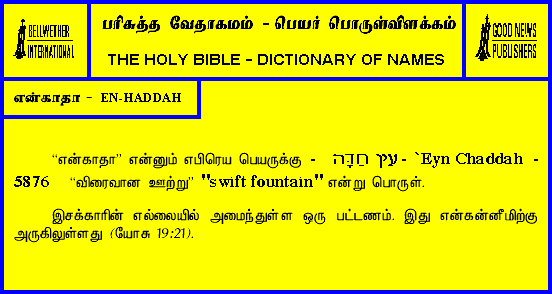 BELLWETHER
INTERNATIONAL
பரிசுத்த வேதாகமம் - பெயர் பொருள்விளக்கம்
THE HOLY BIBLE - DICTIONARY OF NAMES
GOOD NEWS
PUBLISHERS
என்காதா - EN-HADDAH
“என்காதா” என்னும் எபிரெய பெயருக்கு - עין חַדָּה - `Eyn Chaddah -
5876 “விரைவான ஊற்று” "swift fountain" என்று பொருள்.
இசக்காரின் எல்லையில் அமைந்துள்ள ஒரு பட்டணம். இது என்கன்னீமிற்கு
அருகிலுள்ளது (யோசு 19:21).